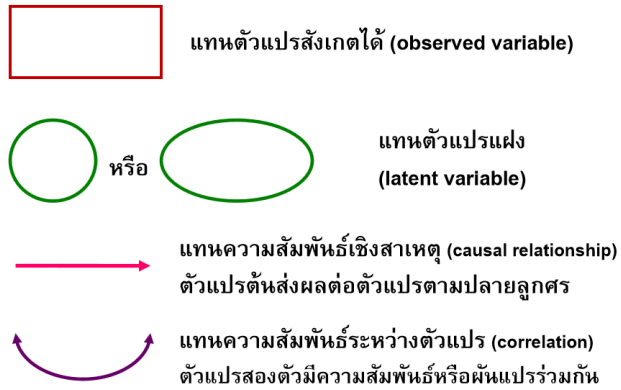 แทนตัวแปรสังเกตได้ (observed variable)
หรือ
แทนตัวแปรแฝง
(latent variable)
แทนความสัมพันธ์เชิงสาเหตุ (causal relationship)
ตัวแปรต้นส่งผลต่อตัวแปรตามปลายลูกศร
แทนความสัมพันธ์ระหว่างตัวแปร (correlation)
ตัวแปรสองตัวมีความสัมพันธ์หรือผันแปรร่วมกัน